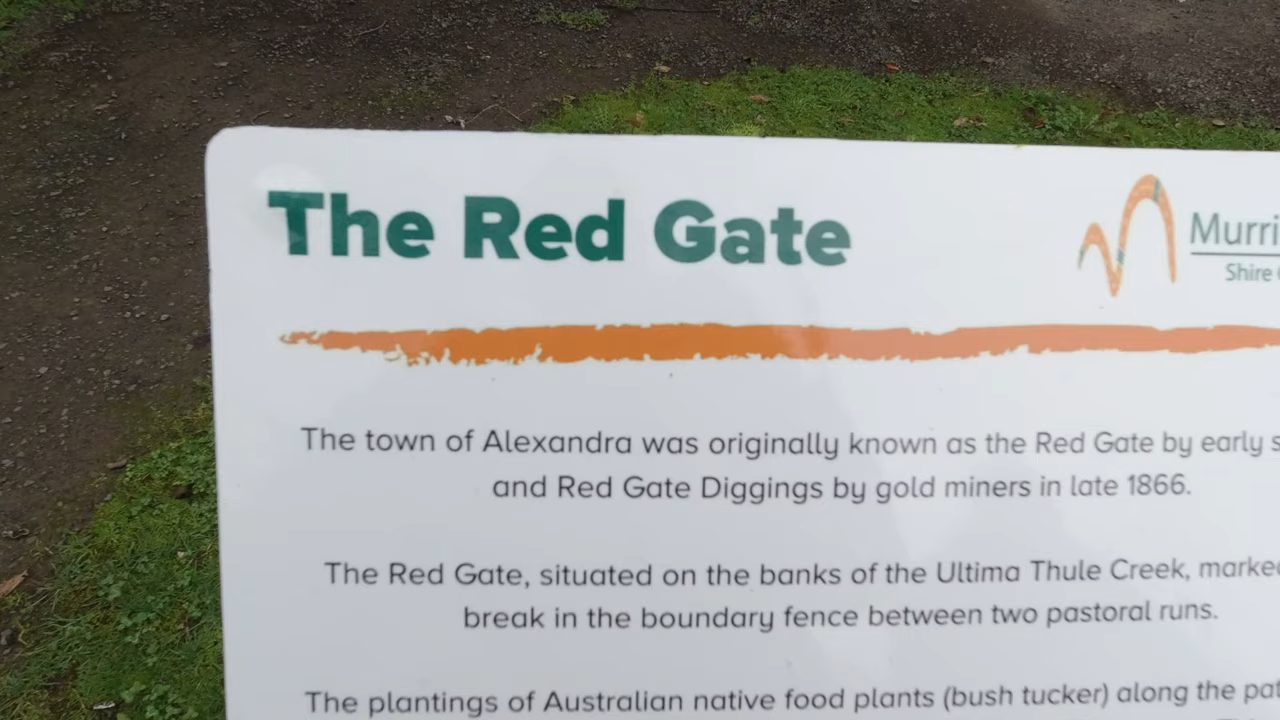 The Red Gate
Murri
Shire
The town of Alexandra was originally known as the Red Gate by early
and Red Gate Diggings by gold miners in late 1866.
The Red Gate, situated on the banks of the Ultima Thule Creek, marked
break in the boundary fence between two pastoral runs.
The plantings of Australian native food plants (bush tucker) along the